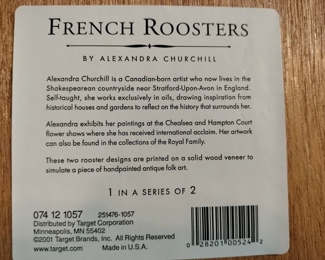 FRENCH ROOSTERS
BY ALEXANDRA CHURCHILL
Alexandra Churchill is a Canadian-born artist who now lives in the
Shakespearean countryside near Stratford-Upon-Avon in England.
Self-taught, she works exclusively in oils, drawing inspiration from
historical houses and gardens to reflect on the history that surrounds her.
Alexandra exhibits her paintings at the Chealsea and Hampton Court
flower shows where she has received international acclaim. Her artwork
can also be found in the collections of the Royal Family.
These two rooster designs are printed on a solid wood veneer to
simulate a piece of handpainted antique folk art.
1 IN A SERIES OF 2
074 12 1057 251476-1057
Distributed by Target Corporation
Minneapolis, MN 55402
©2001 Target Brands, Inc. All Rights Reserved
www.target.com Made in U.S.A.
0 28201 00524 2